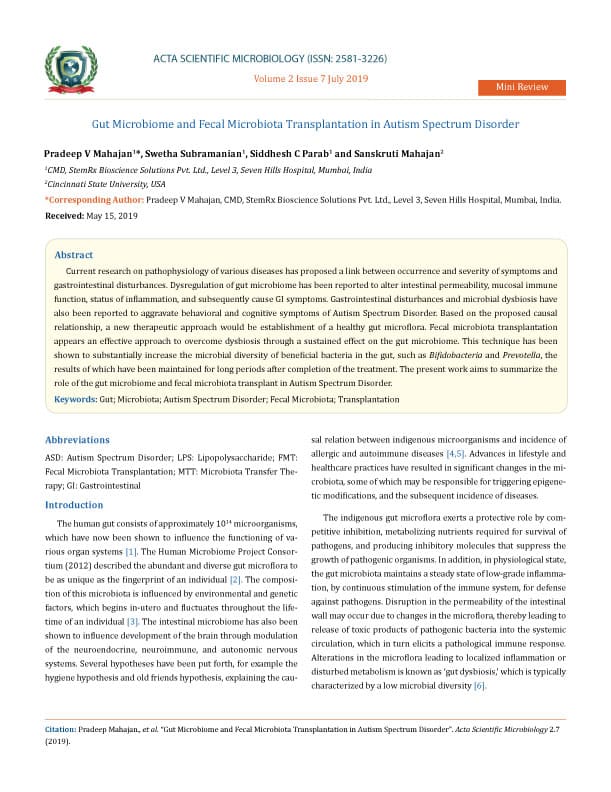 ACTA SCIENTIFIC MICROBIOLOGY (ISSN: 2581-3226)
Volume 2 Issue 7 July 2019
Mini Review
Gut Microbiome and Fecal Microbiota Transplantation in Autism Spectrum Disorder
Pradeep V Mahajan¹*, Swetha Subramanian¹, Siddhesh C Parab¹ and Sanskruti Mahajan²
¹CMD, StemRx Bioscience Solutions Pvt. Ltd., Level 3, Seven Hills Hospital, Mumbai, India
²Cincinnati State University, USA
*Corresponding Author: Pradeep V Mahajan, CMD, StemRx Bioscience Solutions Pvt. Ltd., Level 3, Seven Hills Hospital, Mumbai, India.
Received: May 15, 2019
Abstract
Current research on pathophysiology of various diseases has proposed a link between occurrence and severity of symptoms and
gastrointestinal disturbances. Dysregulation of gut microbiome has been reported to alter intestinal permeability, mucosal immune
function, status of inflammation, and subsequently cause GI symptoms. Gastrointestinal disturbances and microbial dysbiosis have
also been reported to aggravate behavioral and cognitive symptoms of Autism Spectrum Disorder. Based on the proposed causal
relationship, a new therapeutic approach would be establishment of a healthy gut microflora. Fecal microbiota transplantation
appears an effective approach to overcome dysbiosis through a sustained effect on the gut microbiota. This technique has been
shown to substantially increase the microbial diversity of beneficial bacteria in the gut, such as Bifidobacteria and Prevotella, the
results of which have been maintained for long periods after completion of the treatment. The present work aims to summarize the
role of the gut microbiome and fecal microbiota transplant in Autism Spectrum Disorder.
Keywords: Gut; Microbiota; Autism Spectrum Disorder; Fecal Microbiota; Transplantation
Abbreviations
ASD: Autism Spectrum Disorder; LPS: Lipopolysaccharide; FMT:
Fecal Microbiota Transplantation; MTT: Microbiota Transfer The-
rapy; GI: Gastrointestinal
Introduction
The human gut consists of approximately 10¹⁴ microorganisms,
which have now been shown to influence the functioning of va-
rious organ systems [1]. The Human Microbiome Project Consor-
tium (2012) described the abundant and diverse gut microflora to
be as unique as the fingerprint of an individual [2]. The composi-
tion of this microbiota is influenced by environmental and genetic
factors, which begins in-utero and fluctuates throughout the life-
time of an individual [3]. The intestinal microbiome has also been
shown to influence development of the brain through modulation
of the neuroendocrine, neuroimmune, and autonomic nervous
systems. Several hypotheses have been put forth, for example the
hygiene hypothesis and old friends hypothesis, explaining the cau-
sal relation between indigenous microorganisms and incidence of
allergic and autoimmune diseases [4,5]. Advances in lifestyle and
healthcare practices have resulted in significant changes in the mi-
crobiota, some of which may be responsible for triggering epigene-
tic modifications, and the subsequent incidence of diseases.
The indigenous gut microflora exerts a protective role by com-
petitive inhibition, metabolizing nutrients required for survival of
pathogens, and producing inhibitory molecules that suppress the
growth of pathogenic organisms. In addition, in physiological state,
the gut microbiota maintains a steady state of low-grade inflamma-
tion, by continuous stimulation of the immune system, for defense
against pathogens. Disruption in the permeability of the intestinal
wall may occur due to changes in the microflora, thereby leading to
release of toxic products of pathogenic bacteria into the systemic
circulation, which in turn elicits a pathological immune response.
Alterations in the microflora leading to localized inflammation or
disturbed metabolism is known as ‘gut dysbiosis,’ which is typically
characterized by a low microbial diversity [6].
Citation: Pradeep Mahajan., et al. “Gut Microbiome and Fecal Microbiota Transplantation in Autism Spectrum Disorder”. Acta Scientific Microbiology 2.7
(2019).